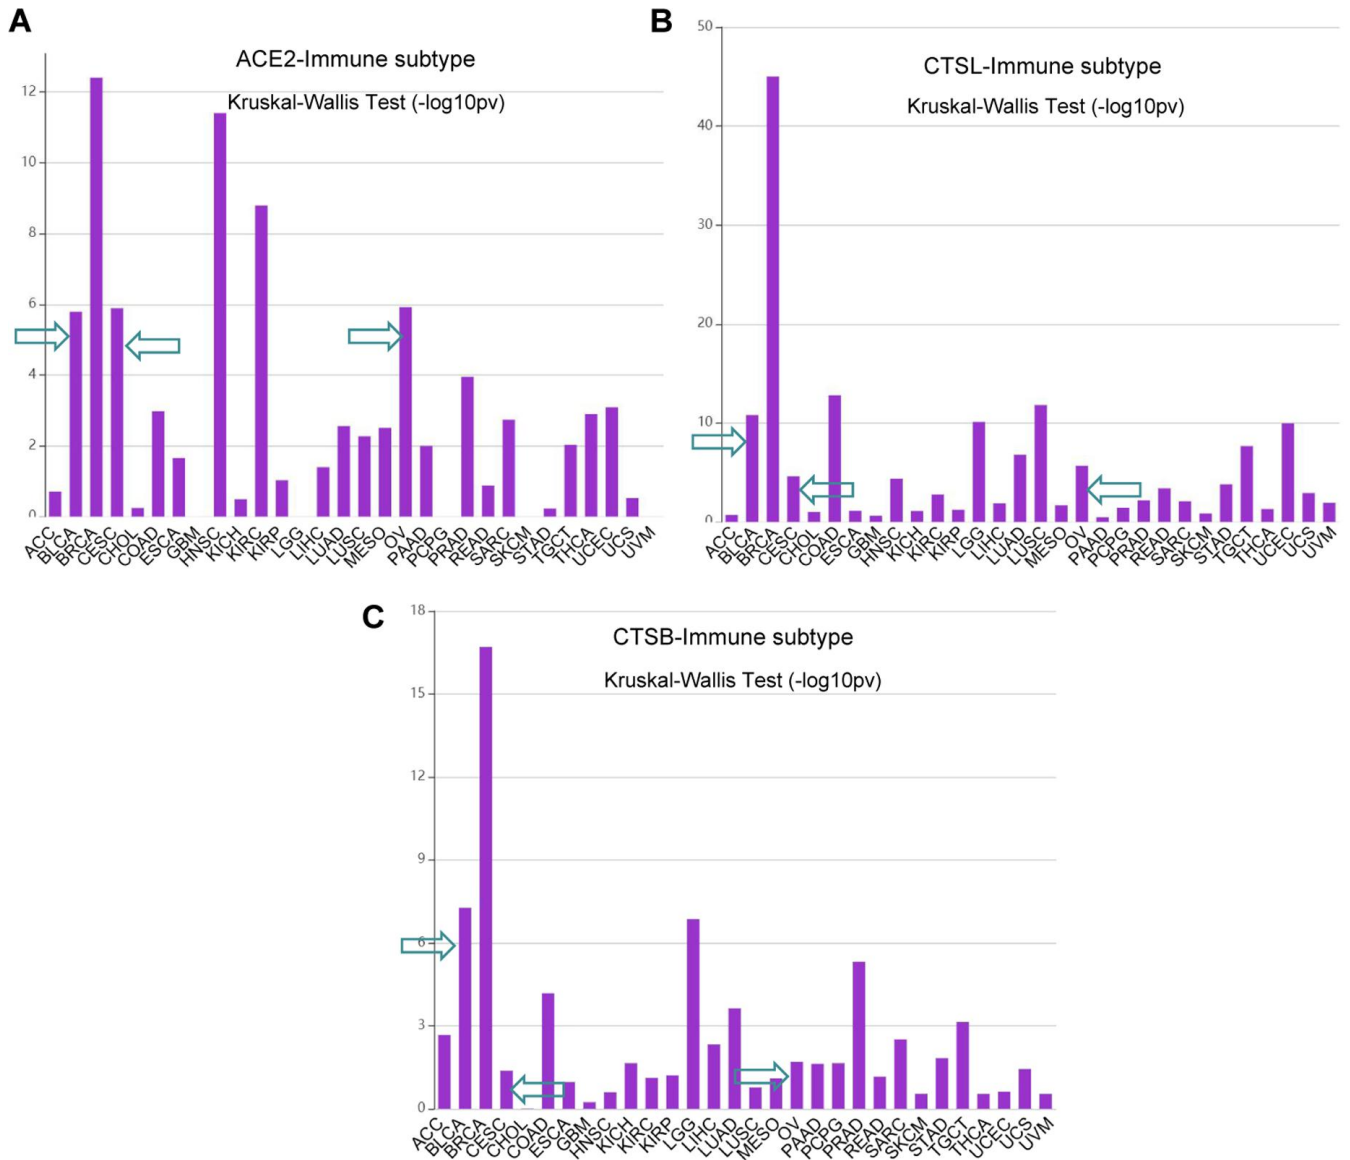 A
ACE2-Immune subtype
Kruskal-Wallis Test (-log10pv)
12
10
8
6
4
2
0
ACC BLCA BRCA CESC CHOL COAD ESCA GBM HNSC KICH KIRC KIRP LGG LIHC LUAD LUSC MESO OV PAAD PCPG PRAD READ SARC SKCM STAD TGCT THCA UCEC UCS UVM
B
CTSL-Immune subtype
Kruskal-Wallis Test (-log10pv)
50
40
30
20
10
0
ACC BLCA BRCA CESC CHOL COAD ESCA GBM HNSC KICH KIRC KIRP LGG LIHC LUAD LUSC MESO OV PAAD PCPG PRAD READ SARC SKCM STAD TGCT THCA UCEC UCS UVM
C
CTSB-Immune subtype
Kruskal-Wallis Test (-log10pv)
18
15
12
9
6
3
0
ACC BLCA BRCA CESC CHOL COAD ESCA GBM HNSC KICH KIRC KIRP LGG LIHC LUAD LUSC MESO OV PAAD PCPG PRAD READ SARC SKCM STAD TGCT THCA UCEC UCS UVM